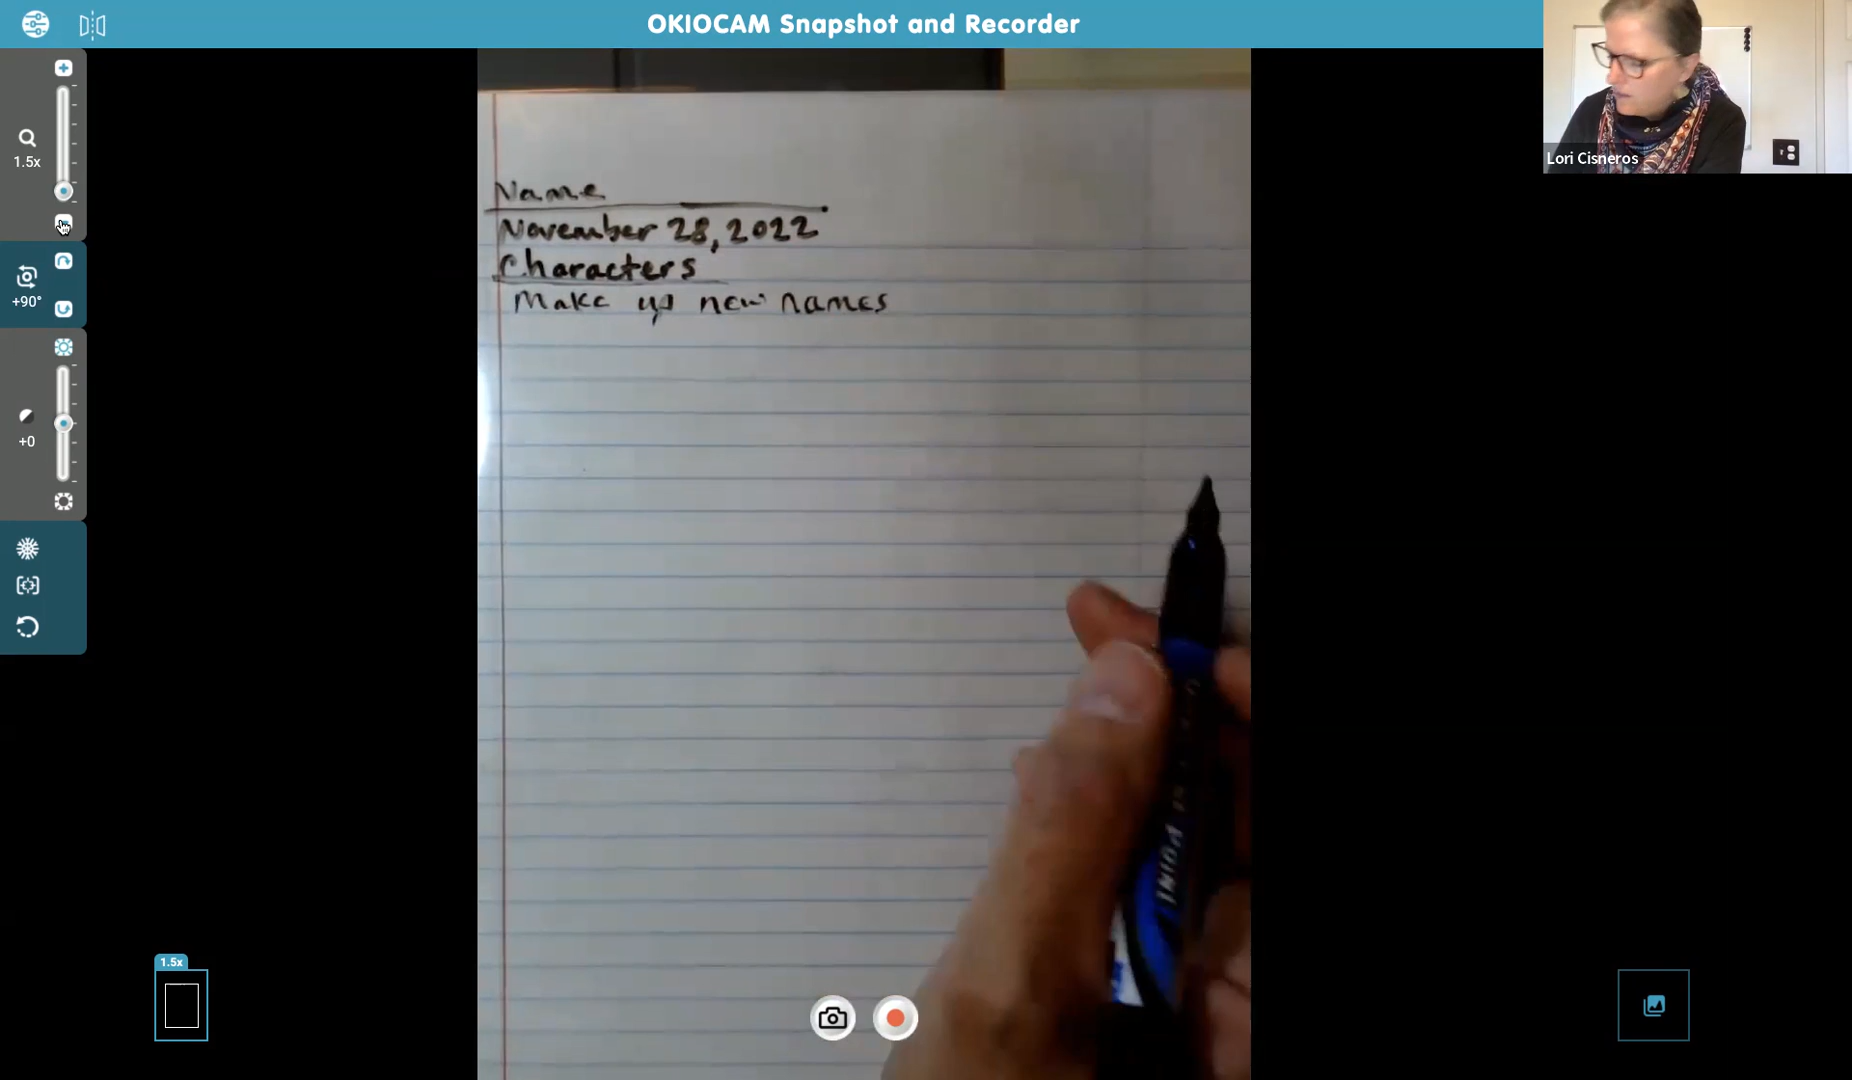 OKIOCAM Snapshot and Recorder
Lori Cisneros
1.5x
+90°
+0
Name
November 28, 2022
Characters
Make up new names
POINT
1.5x